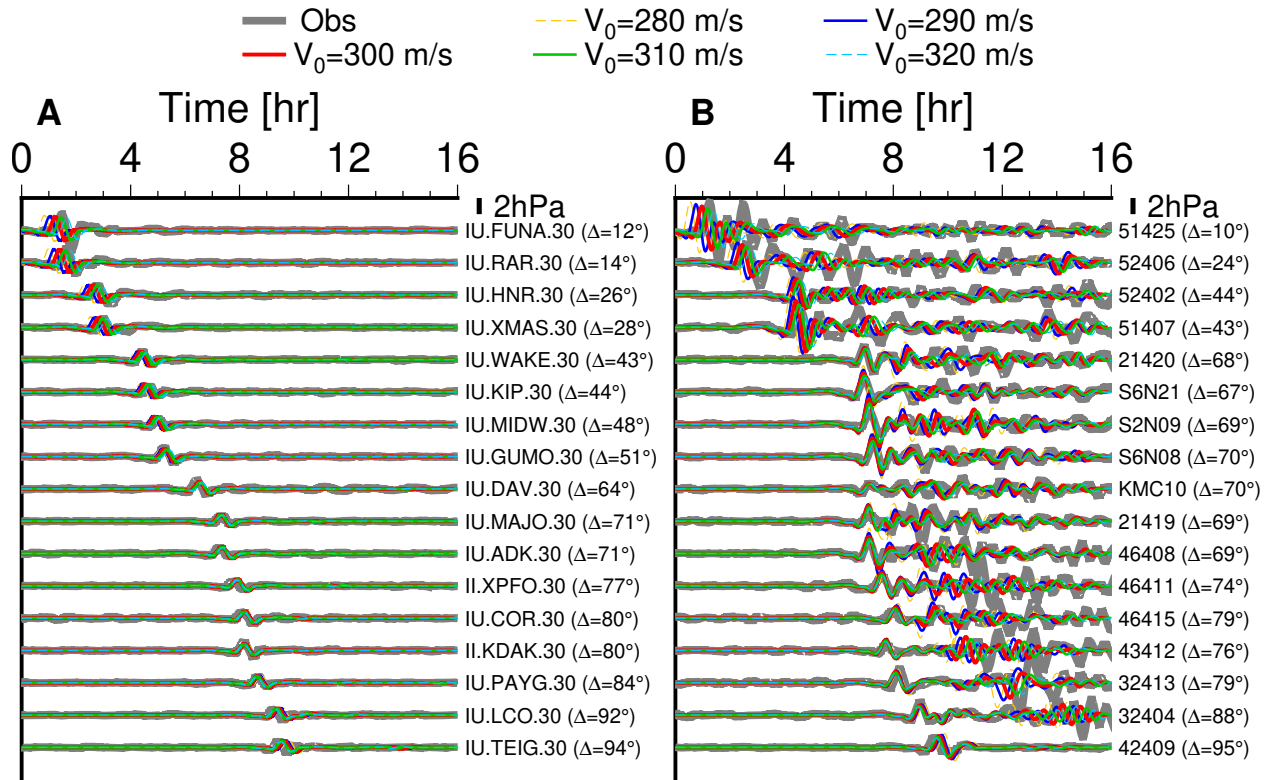 Obs V₀=280 m/s V₀=290 m/s
V₀=300 m/s V₀=310 m/s V₀=320 m/s
A Time [hr]
0 4 8 12 16
2hPa
IU.FUNA.30 (Δ=12°)
IU.RAR.30 (Δ=14°)
IU.HNR.30 (Δ=26°)
IU.XMAS.30 (Δ=28°)
IU.WAKE.30 (Δ=43°)
IU.KIP.30 (Δ=44°)
IU.MIDW.30 (Δ=48°)
IU.GUMO.30 (Δ=51°)
IU.DAV.30 (Δ=64°)
IU.MAJO.30 (Δ=71°)
IU.ADK.30 (Δ=71°)
II.XPFO.30 (Δ=77°)
IU.COR.30 (Δ=80°)
II.KDAK.30 (Δ=80°)
IU.PAYG.30 (Δ=84°)
IU.LCO.30 (Δ=92°)
IU.TEIG.30 (Δ=94°)
B Time [hr]
0 4 8 12 16
2hPa
51425 (Δ=10°)
52406 (Δ=24°)
52402 (Δ=44°)
51407 (Δ=43°)
21420 (Δ=68°)
S6N21 (Δ=67°)
S2N09 (Δ=69°)
S6N08 (Δ=70°)
KMC10 (Δ=70°)
21419 (Δ=69°)
46408 (Δ=69°)
46411 (Δ=74°)
46415 (Δ=79°)
43412 (Δ=76°)
32413 (Δ=79°)
32404 (Δ=88°)
42409 (Δ=95°)